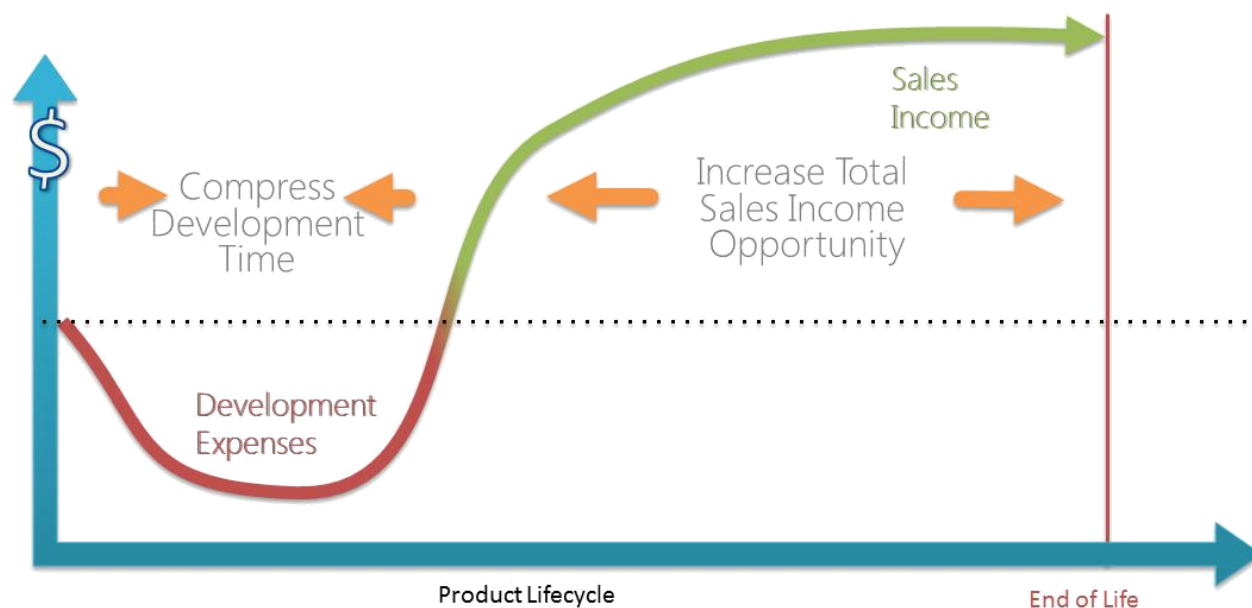 $
Sales
Income
Compress
Development
Time
Increase Total
Sales Income
Opportunity
Development
Expenses
Product Lifecycle
End of Life